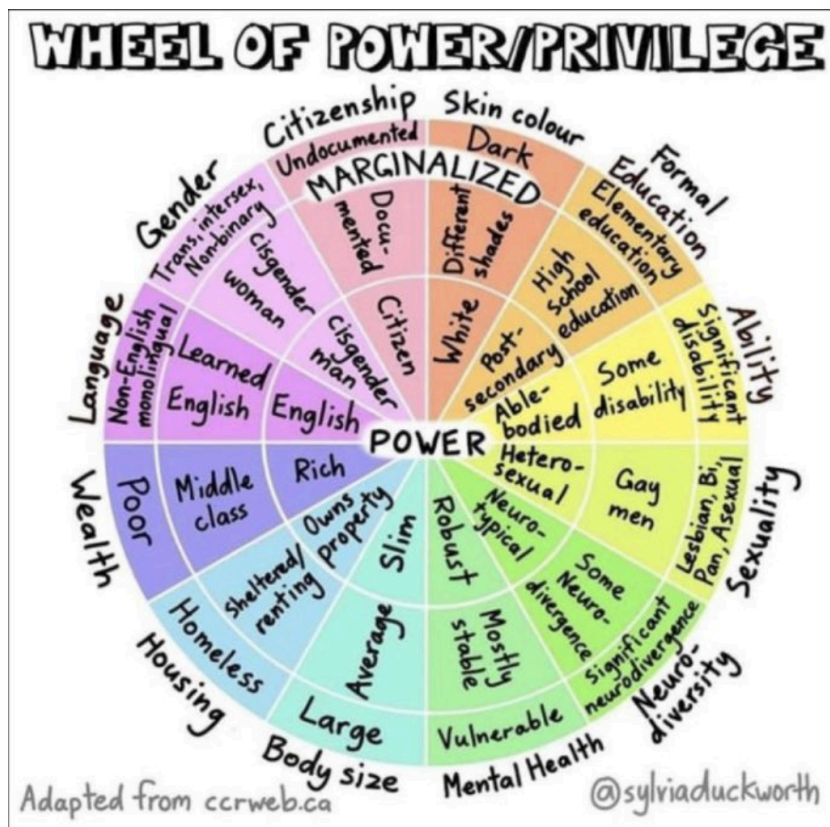 WHEEL OF POWER/PRIVILEGE
Citizenship
Undocumented
Docu-
mented
Citizen
Skin colour
Dark
Different
shades
White
Formal
Education
Elementary
education
High
school
education
Post-
secondary
Ability
Significant
disability
Some
disability
Able-
bodied
Sexuality
Lesbian, Bi,
Pan, Asexual
Gay
men
Hetero-
sexual
Neuro-
diversity
Significant
neurodivergence
Some
Neuro-
divergence
Neuro-
typical
Mental Health
Vulnerable
Mostly
stable
Robust
Body size
Large
Average
Slim
Housing
Homeless
Sheltered/
renting
Owns
property
Wealth
Poor
Middle
class
Rich
Language
Non-English
monolingual
Learned
English
English
Gender
Trans, intersex,
Non-binary
cisgender
woman
cisgender
man
MARGINALIZED
POWER
Adapted from ccrweb.ca
@sylviaduckworth